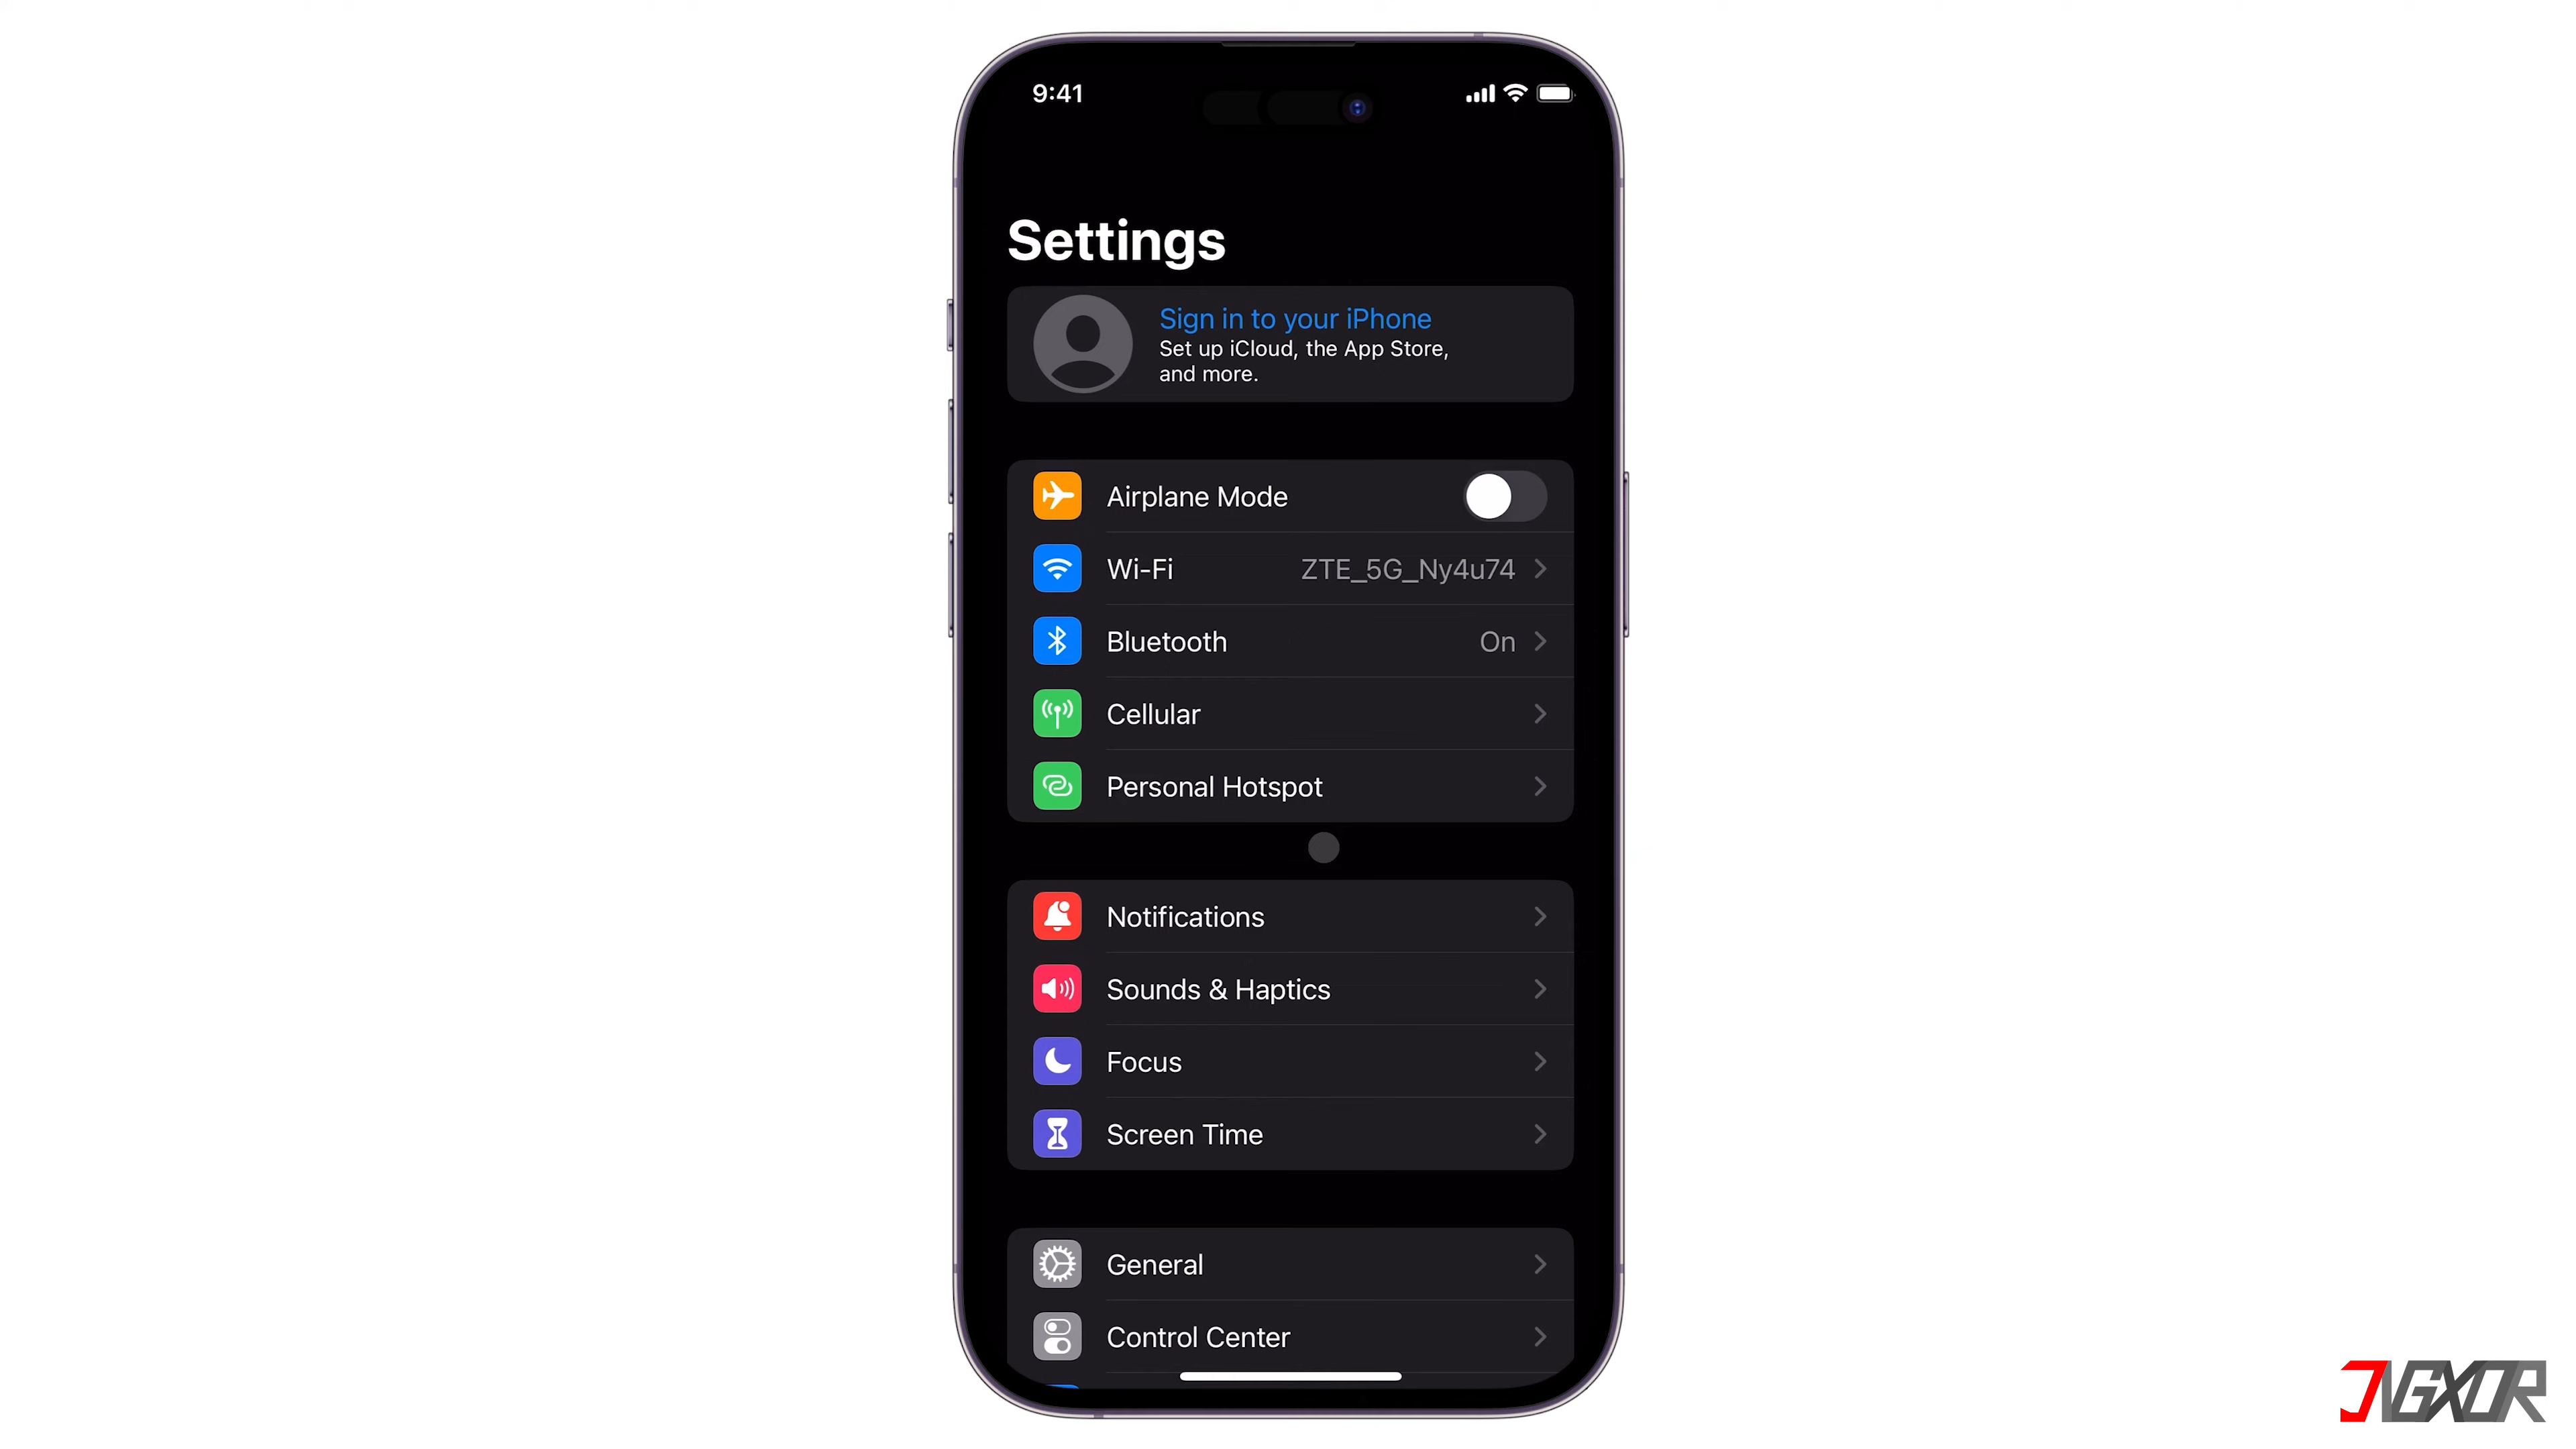 9:41
Settings
Sign in to your iPhone
Set up iCloud, the App Store,
and more.
Airplane Mode
Wi-Fi ZTE_5G_Ny4u74
Bluetooth On
Cellular
Personal Hotspot
Notifications
Sounds & Haptics
Focus
Screen Time
General
Control Center